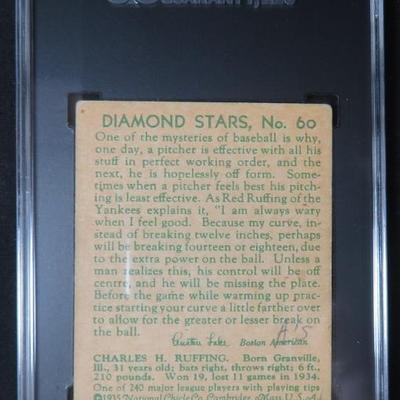 DIAMOND STARS, No. 60
One of the mysteries of baseball is why,
one day, a pitcher is effective with all his
stuff in perfect working order, and the
next, he is hopelessly off form. Some-
times when a pitcher feels best his pitch-
ing is least effective. As Red Ruffing of the
Yankees explains it, "I am always wary
when I feel good. Because my curve, in-
stead of breaking twelve inches, perhaps
will be breaking fourteen or eighteen, due
to the extra power on the ball. Unless a
man realizes this, his control will be off
centre, and he will be missing the plate.
Before the game while warming up prac-
tice starting your curve a little farther over
to allow for the greater or lesser break on
the ball.
Austen Lake Boston American
CHARLES H. RUFFING. Born Granville,
Ill., 31 years old; bats right, throws right; 6 ft.,
210 pounds. Won 19, lost 11 games in 1934.
One of 240 major league players with playing tips
©1935 National Chicle Co. Cambridge, Mass. U.S.A.